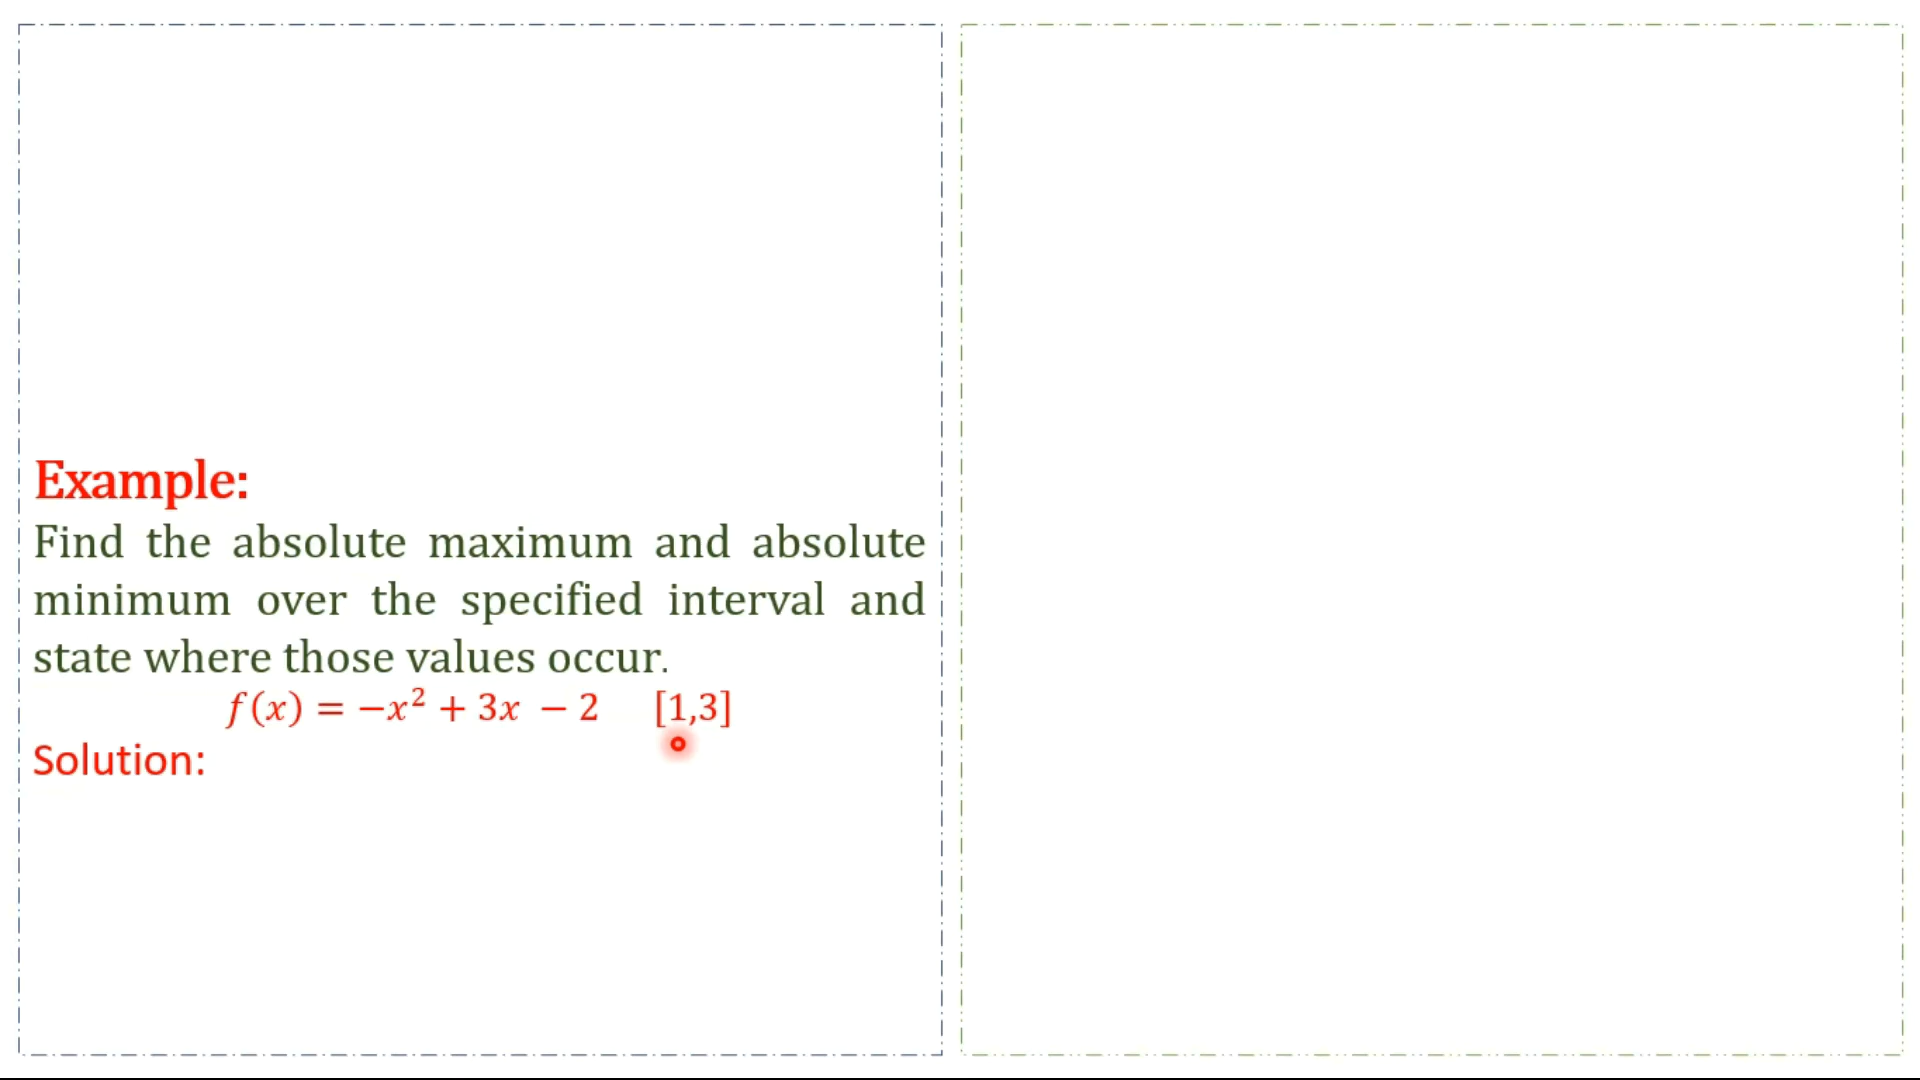 Example:
Find the absolute maximum and absolute
minimum over the specified interval and
state where those values occur.
f(x) = −x² + 3x − 2 [1,3]
Solution: